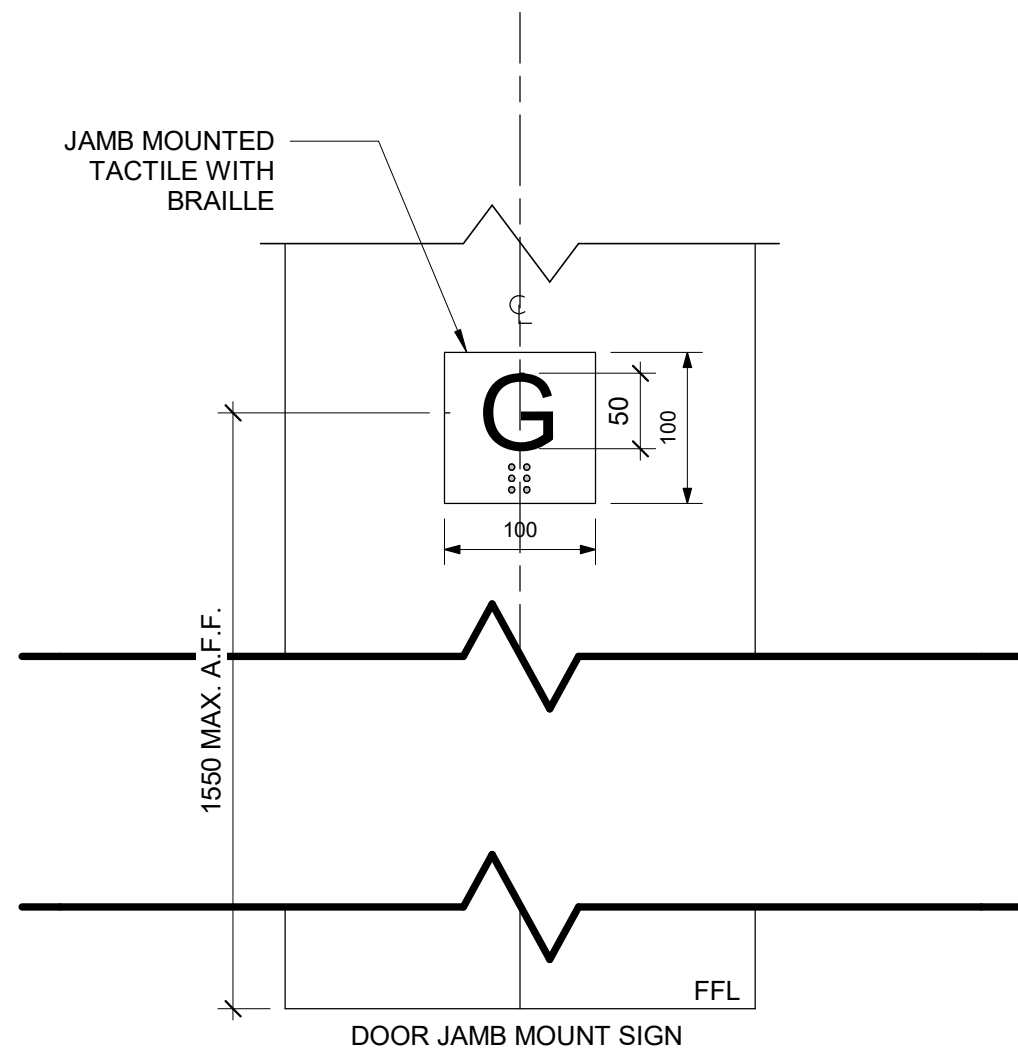 JAMB MOUNTED
TACTILE WITH
BRAILLE
℄
G
50
100
100
1550 MAX. A.F.F.
FFL
DOOR JAMB MOUNT SIGN